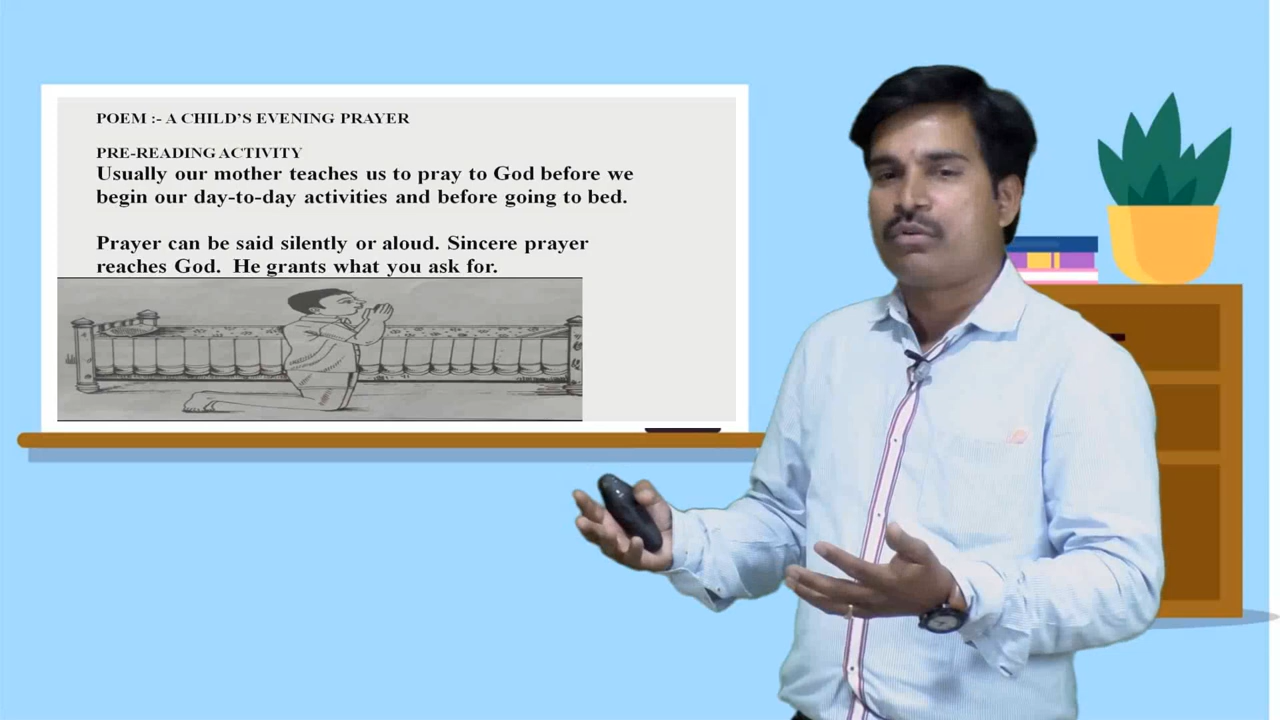 POEM :- A CHILD'S EVENING PRAYER
PRE-READING ACTIVITY
Usually our mother teaches us to pray to God before we
begin our day-to-day activities and before going to bed.
Prayer can be said silently or aloud. Sincere prayer
reaches God.  He grants what you ask for.